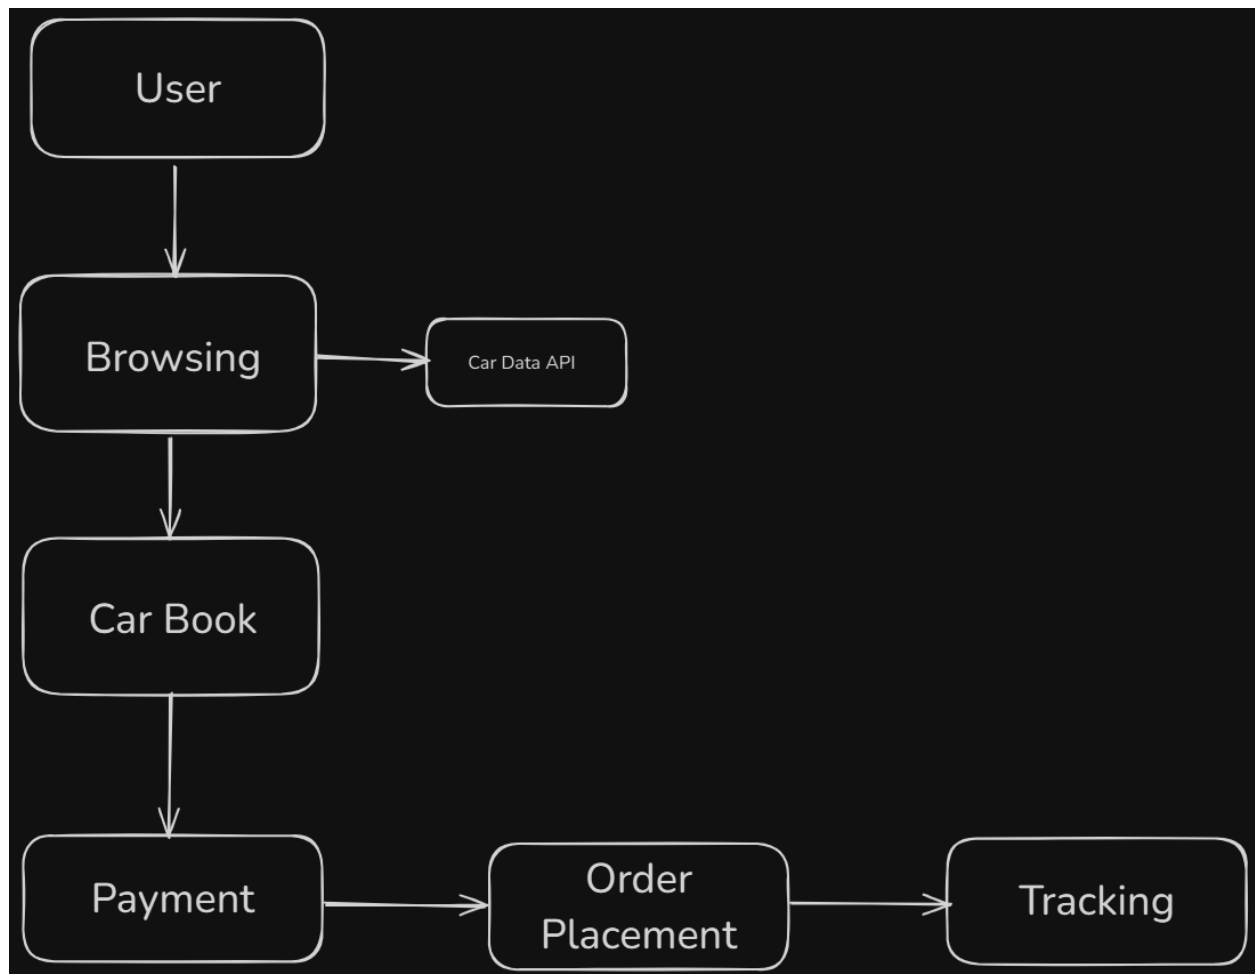 User
Browsing
Car Data API
Car Book
Payment
Order
Placement
Tracking